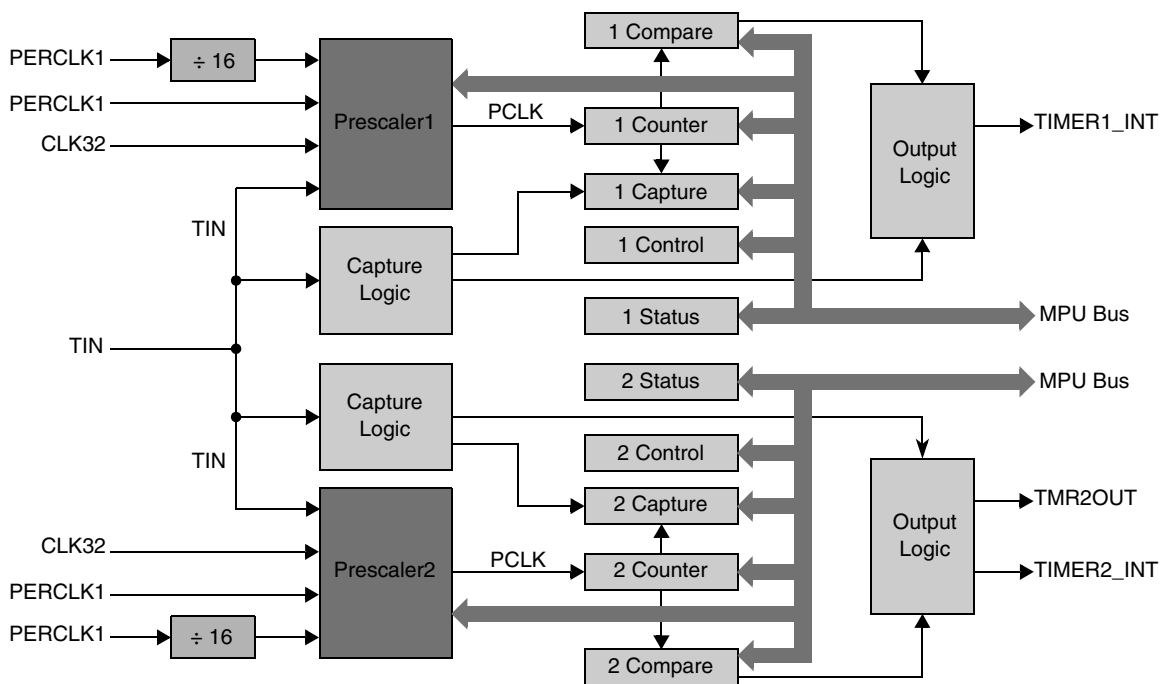 PERCLK1
÷ 16
PERCLK1
CLK32
TIN
Prescaler1
PCLK
1 Compare
1 Counter
1 Capture
1 Control
1 Status
Capture
Logic
Output
Logic
TIMER1_INT
MPU Bus
TIN
MPU Bus
2 Status
2 Control
2 Capture
2 Counter
2 Compare
Capture
Logic
TIN
CLK32
PERCLK1
PERCLK1
÷ 16
Prescaler2
PCLK
Output
Logic
TMR2OUT
TIMER2_INT